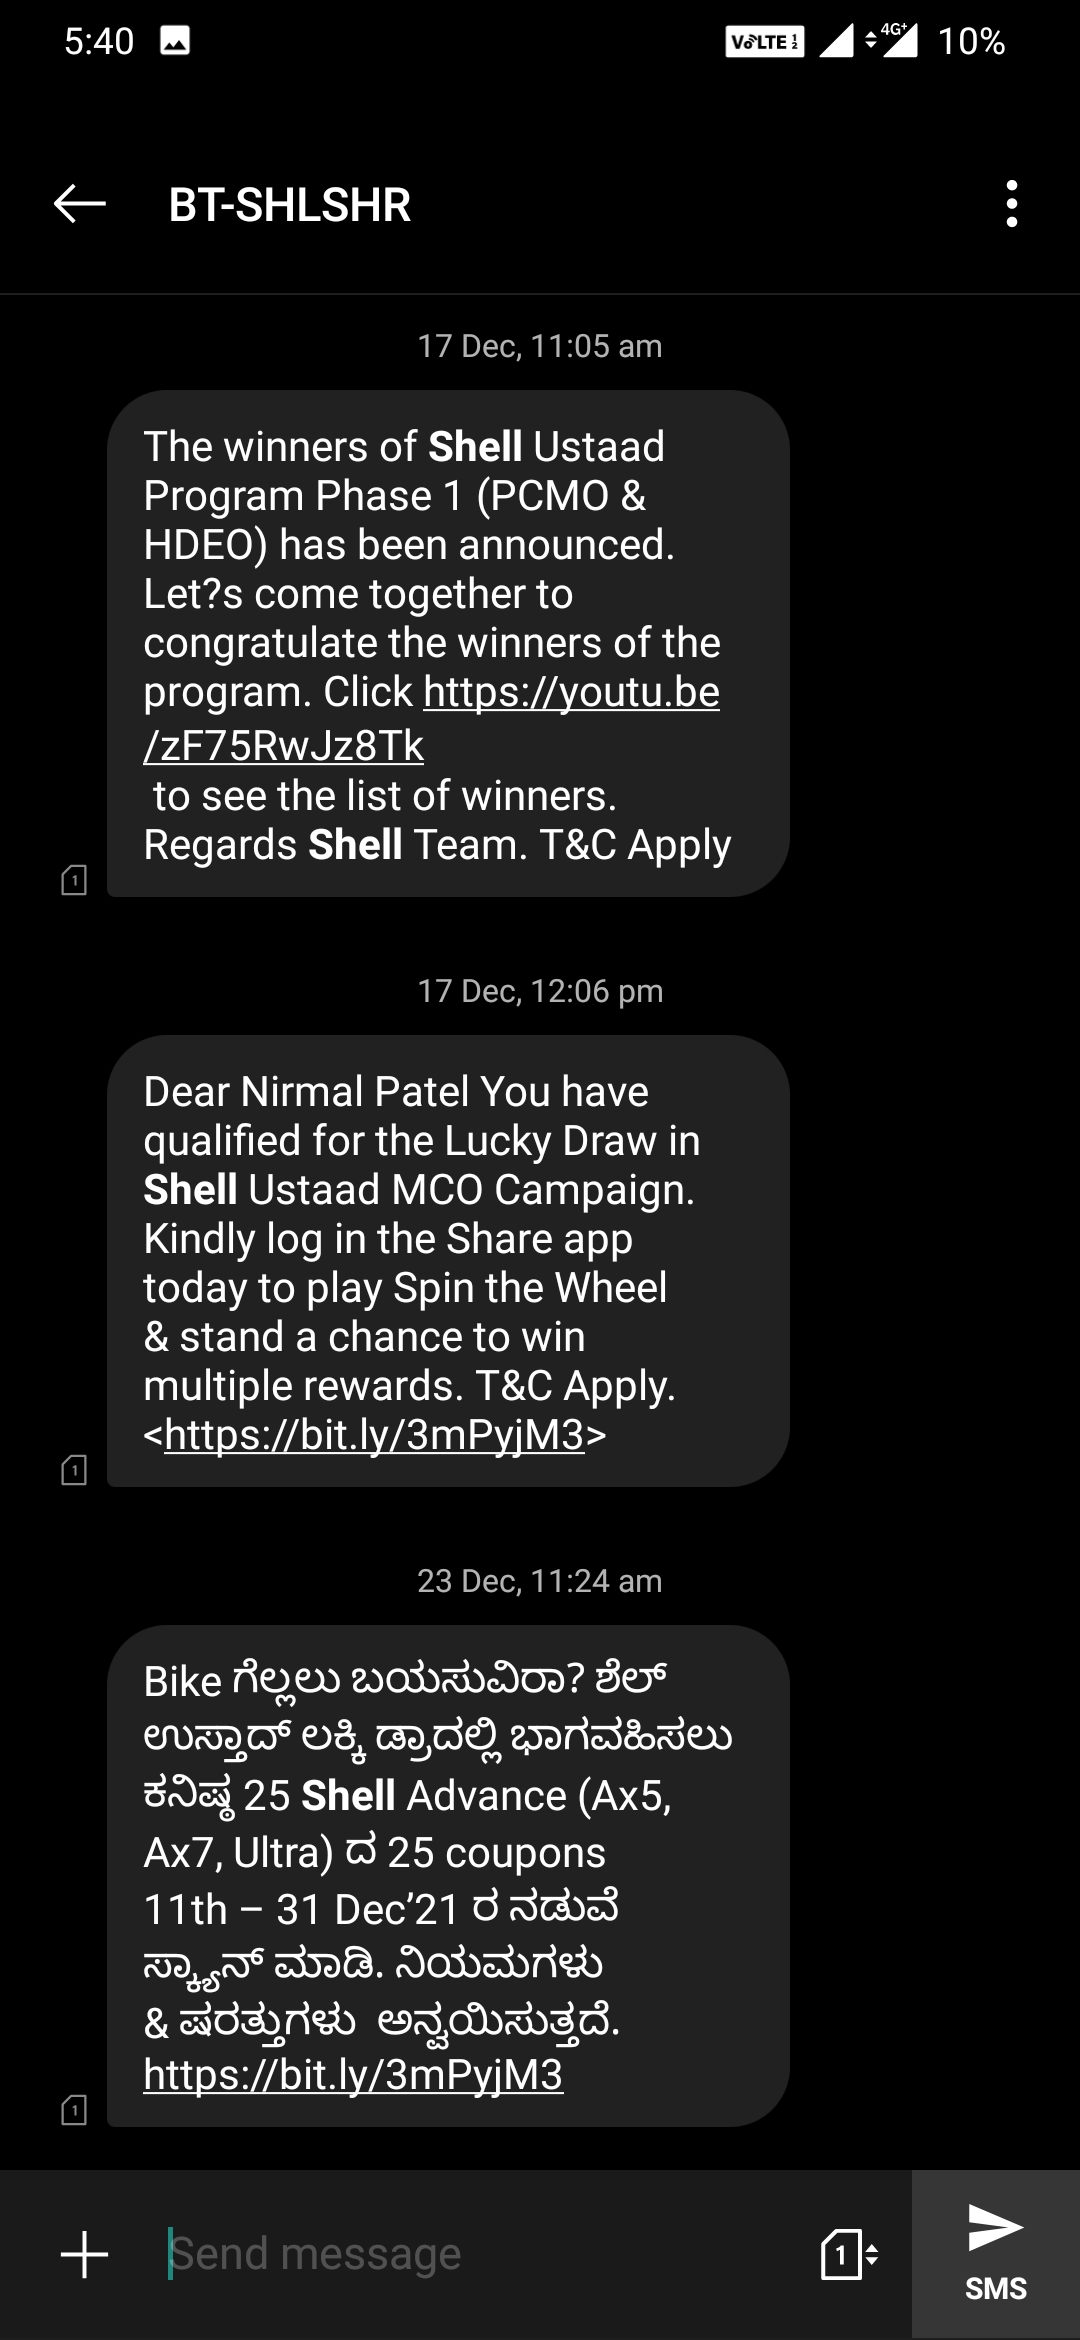 5:40
VoLTE 1 2
4G+
10%
BT-SHLSHR
17 Dec, 11:05 am
The winners of Shell Ustaad
Program Phase 1 (PCMO &
HDEO) has been announced.
Let?s come together to
congratulate the winners of the
program. Click https://youtu.be
/zF75RwJz8Tk
to see the list of winners.
Regards Shell Team. T&C Apply
1
17 Dec, 12:06 pm
Dear Nirmal Patel You have
qualified for the Lucky Draw in
Shell Ustaad MCO Campaign.
Kindly log in the Share app
today to play Spin the Wheel
& stand a chance to win
multiple rewards. T&C Apply.
<https://bit.ly/3mPyjM3>
1
23 Dec, 11:24 am
Bike ಗೆಲ್ಲಲು ಬಯಸುವಿರಾ? ಶೆಲ್
ಉಸ್ತಾದ್ ಲಕ್ಕಿ ಡ್ರಾದಲ್ಲಿ ಭಾಗವಹಿಸಲು
ಕನಿಷ್ಠ 25 Shell Advance (Ax5,
Ax7, Ultra) ದ 25 coupons
11th – 31 Dec’21 ರ ನಡುವೆ
ಸ್ಕ್ಯಾನ್ ಮಾಡಿ. ನಿಯಮಗಳು
& ಷರತ್ತುಗಳು ಅನ್ವಯಿಸುತ್ತದೆ.
https://bit.ly/3mPyjM3
1
Send message
1
SMS